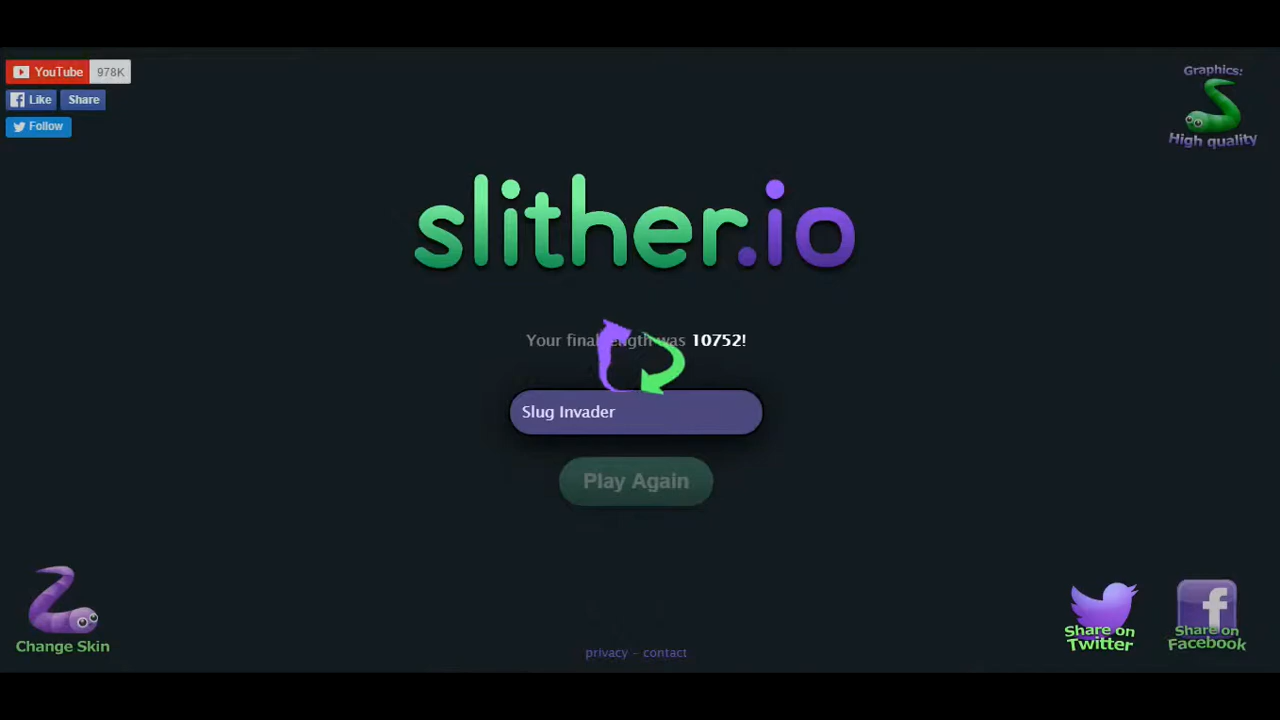 YouTube 978K
Like Share
Follow
Graphics:
High quality
slither.io
Your final length was 10752!
Slug Invader
Play Again
Change Skin
Share on
Twitter
Share on
Facebook
privacy - contact